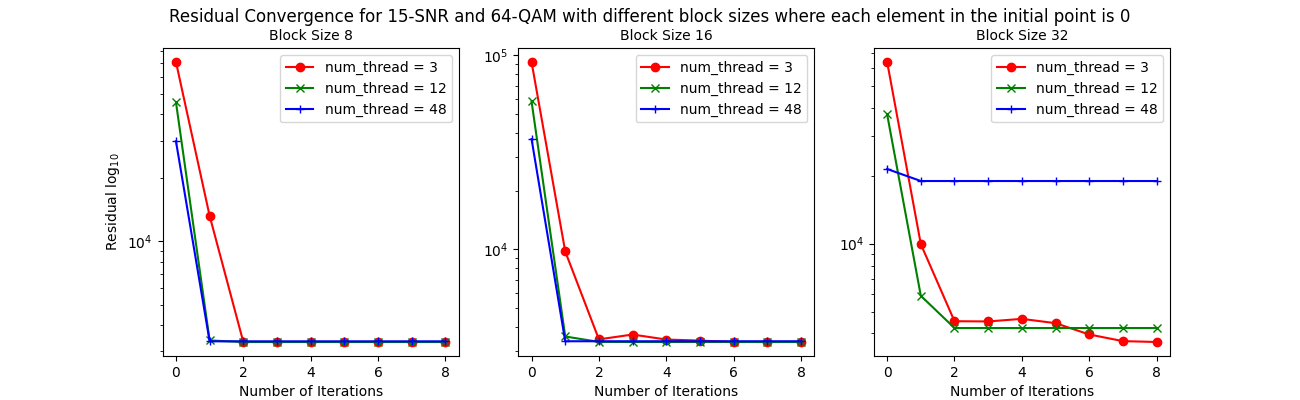 Residual Convergence for 15-SNR and 64-QAM with different block sizes where each element in the initial point is 0
Block Size 8
Residual log₁₀
10⁴
num_thread = 3
num_thread = 12
num_thread = 48
0 2 4 6 8
Number of Iterations
Block Size 16
10⁵
10⁴
num_thread = 3
num_thread = 12
num_thread = 48
0 2 4 6 8
Number of Iterations
Block Size 32
10⁴
num_thread = 3
num_thread = 12
num_thread = 48
0 2 4 6 8
Number of Iterations